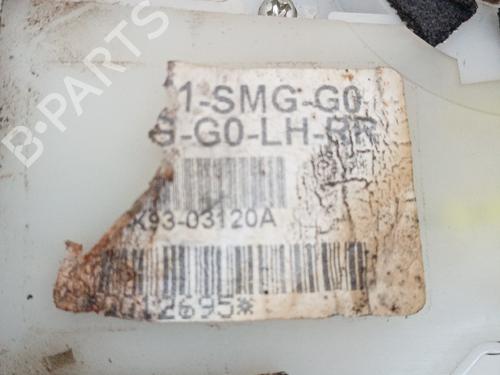 B-PARTS
1-SMG-G0
S-G0-LH-RR
X93-03120A
12695*